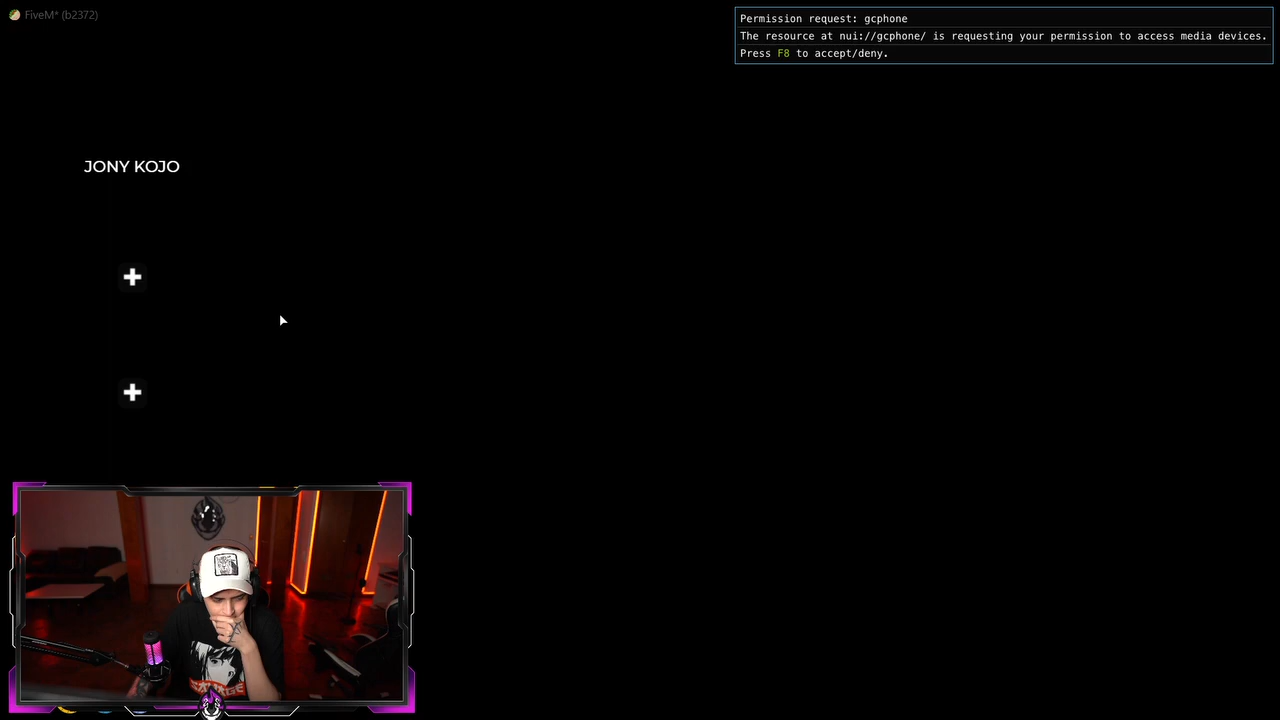 FiveM* (b2372)
Permission request: gcphone
The resource at nui://gcphone/ is requesting your permission to access media devices.
Press F8 to accept/deny.
JONY KOJO